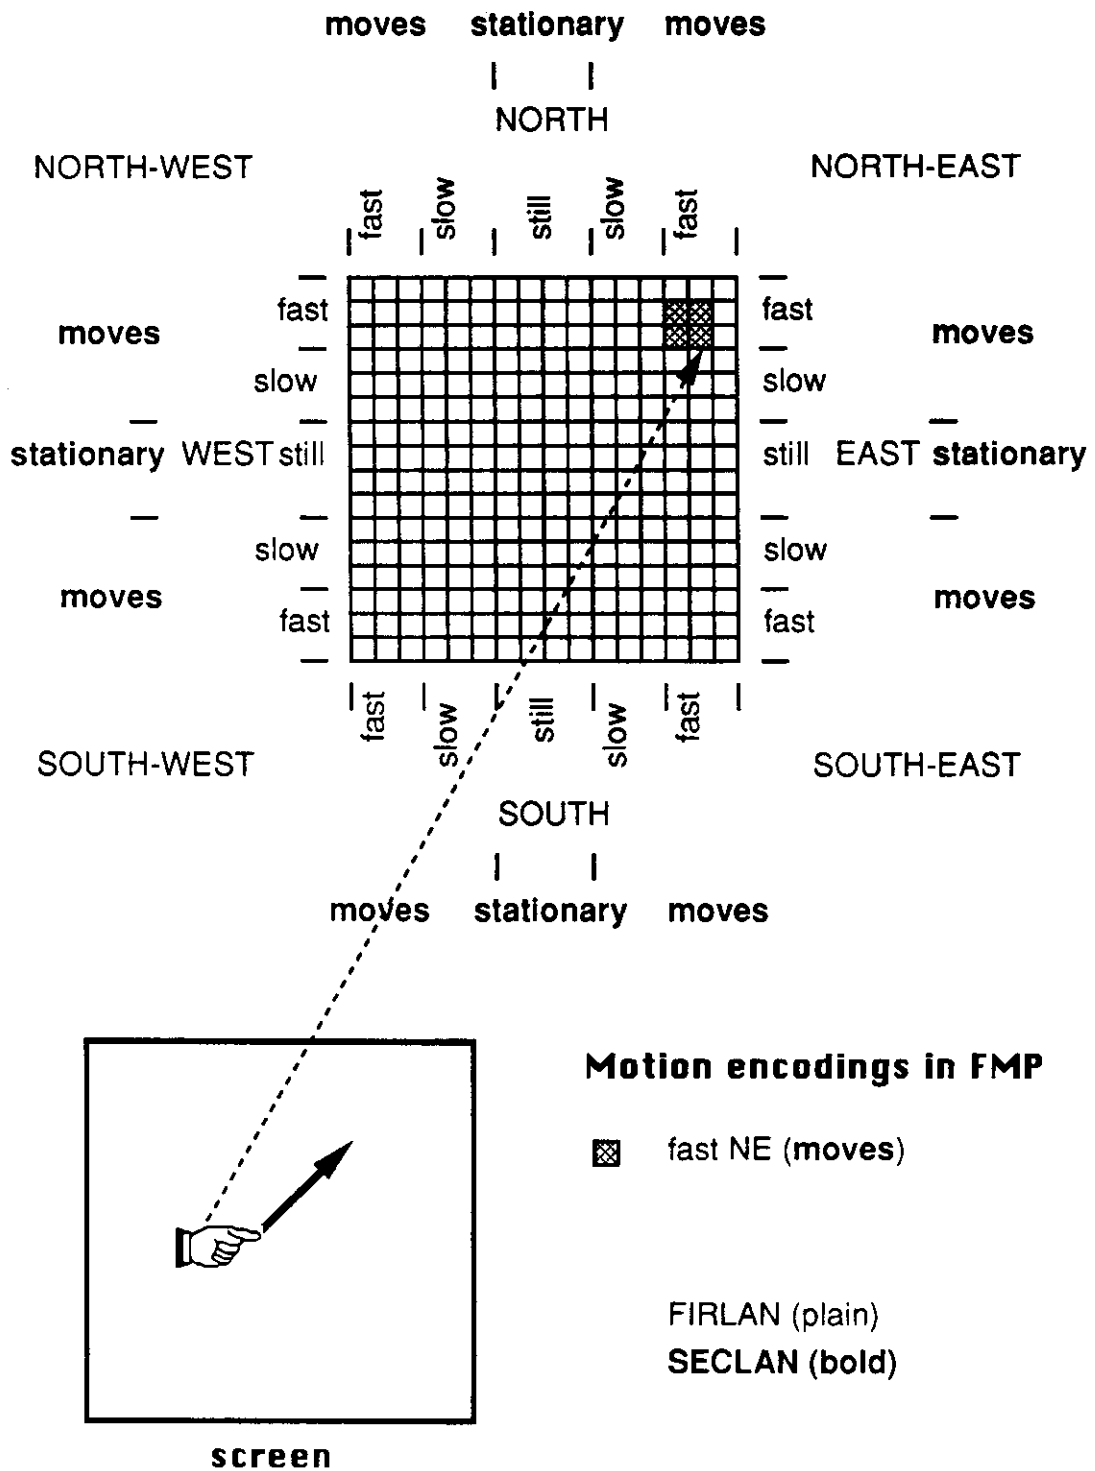 moves stationary moves
NORTH
NORTH-WEST NORTH-EAST
fast slow still slow fast
fast fast
moves moves
slow slow
stationary WEST still still EAST stationary
slow slow
moves moves
fast fast
fast slow still slow fast
SOUTH-WEST SOUTH-EAST
SOUTH
moves stationary moves
Motion encodings in FMP
fast NE (moves)
FIRLAN (plain)
SECLAN (bold)
screen